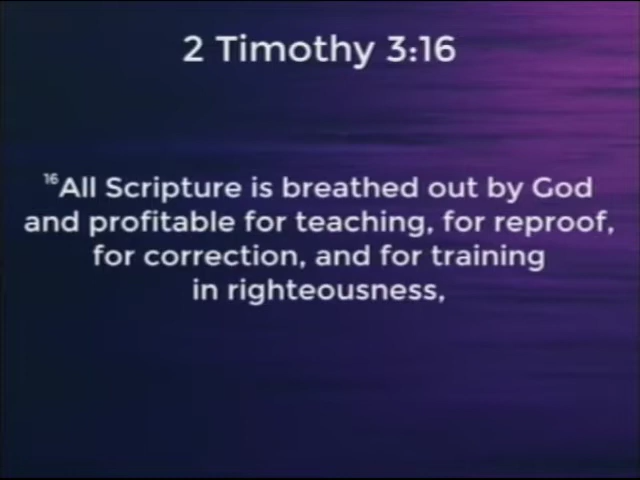 2 Timothy 3:16
16All Scripture is breathed out by God
and profitable for teaching, for reproof,
for correction, and for training
in righteousness,